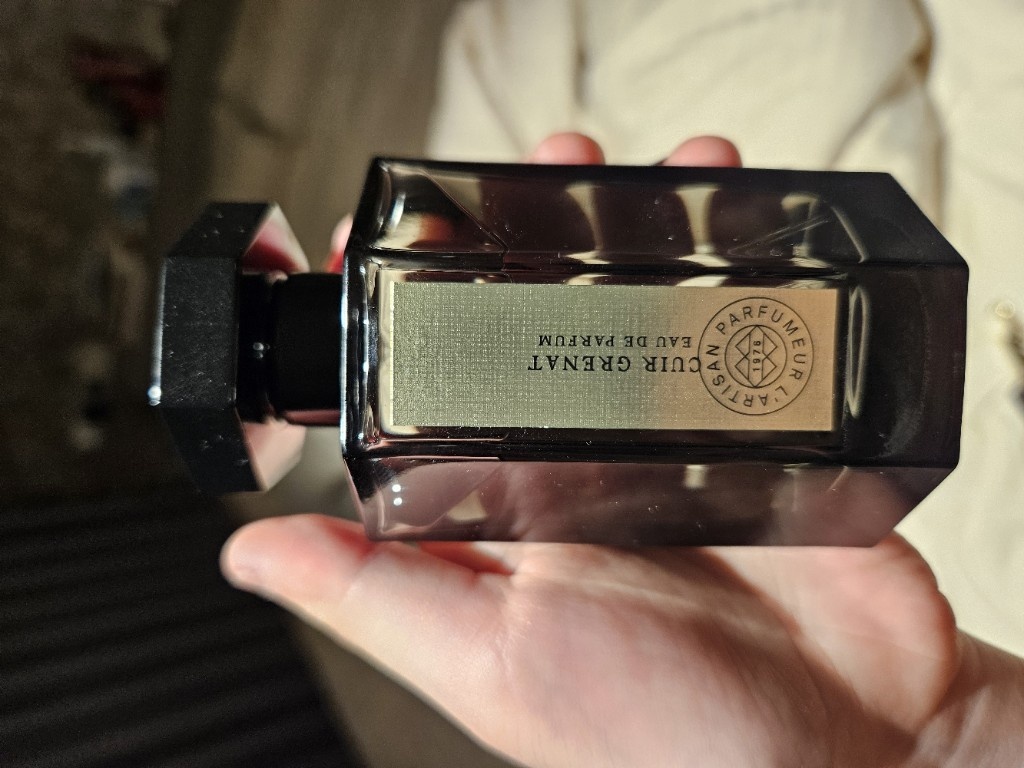 L'ARTISAN PARFUMEUR
1976
CUIR GRENAT
EAU DE PARFUM